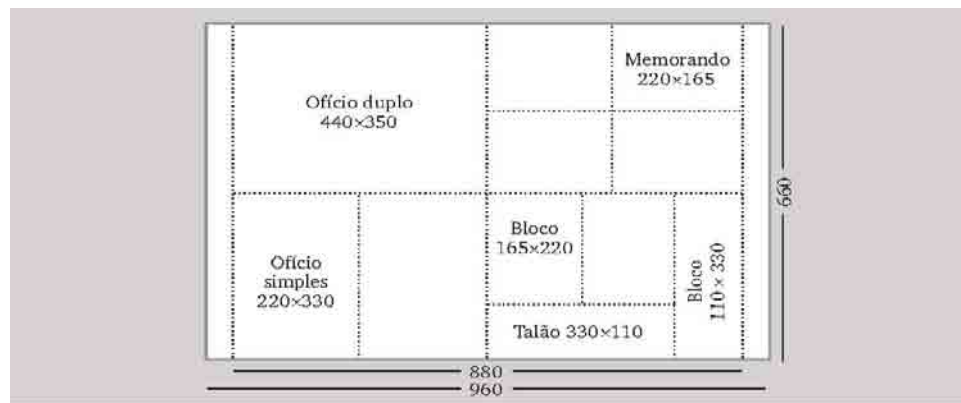 Ofício duplo
440×350
Memorando
220×165
Ofício
simples
220×330
Bloco
165×220
Bloco
110 × 330
Talão 330×110
660
880
960